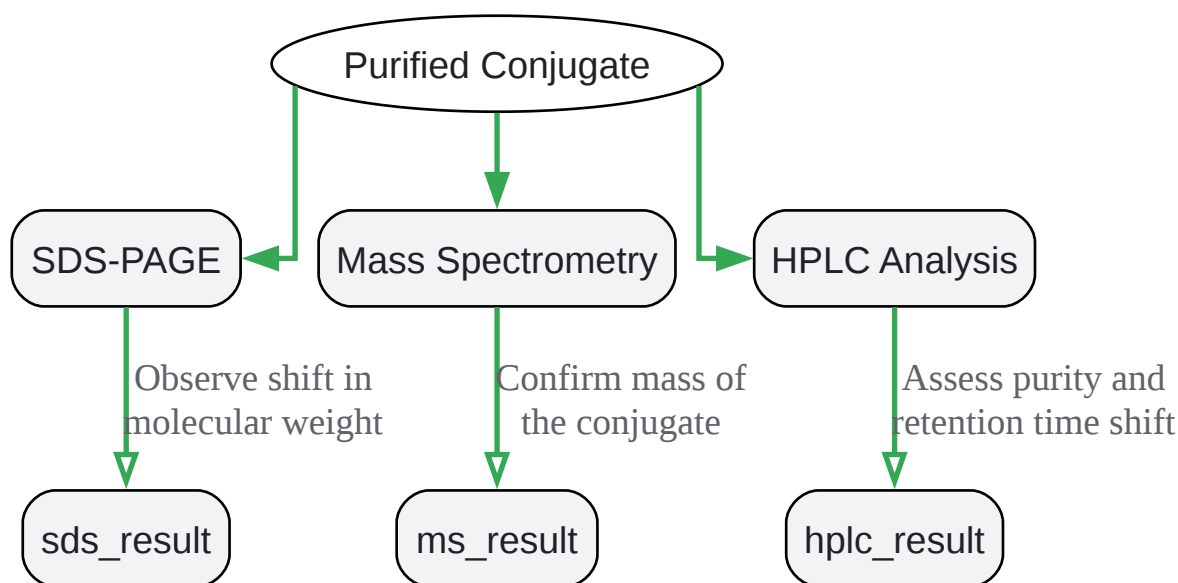 Purified Conjugate
SDS-PAGE
Mass Spectrometry
HPLC Analysis
Observe shift in
molecular weight
Confirm mass of
the conjugate
Assess purity and
retention time shift
sds_result
ms_result
hplc_result